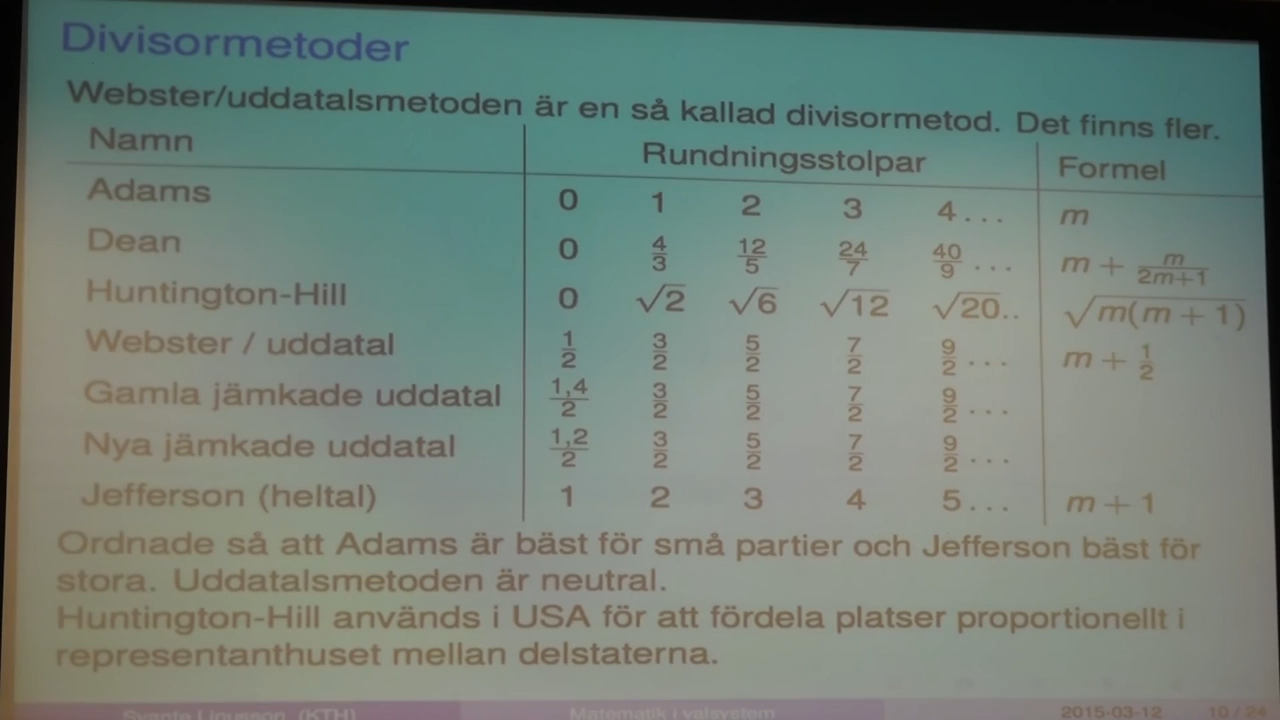 Divisormetoder
Webster/uddatalsmetoden är en så kallad divisormetod. Det finns fler.
Namn Rundningsstolpar Formel
Adams 0 1 2 3 4... m
Dean 0 4/3 12/5 24/7 40/9 ... m + m/2m+1
Huntington-Hill 0 √2 √6 √12 √20.. √m(m + 1)
Webster / uddatal 1/2 3/2 5/2 7/2 9/2 ... m + 1/2
Gamla jämkade uddatal 1,4/2 3/2 5/2 7/2 9/2 ...
Nya jämkade uddatal 1,2/2 3/2 5/2 7/2 9/2 ...
Jefferson (heltal) 1 2 3 4 5... m + 1
Ordnade så att Adams är bäst för små partier och Jefferson bäst för
stora. Uddatalsmetoden är neutral.
Huntington-Hill används i USA för att fördela platser proportionellt i
representanthuset mellan delstaterna.
Svante Linusson (KTH) Matematik i valsystem 2015-03-12 10 / 24